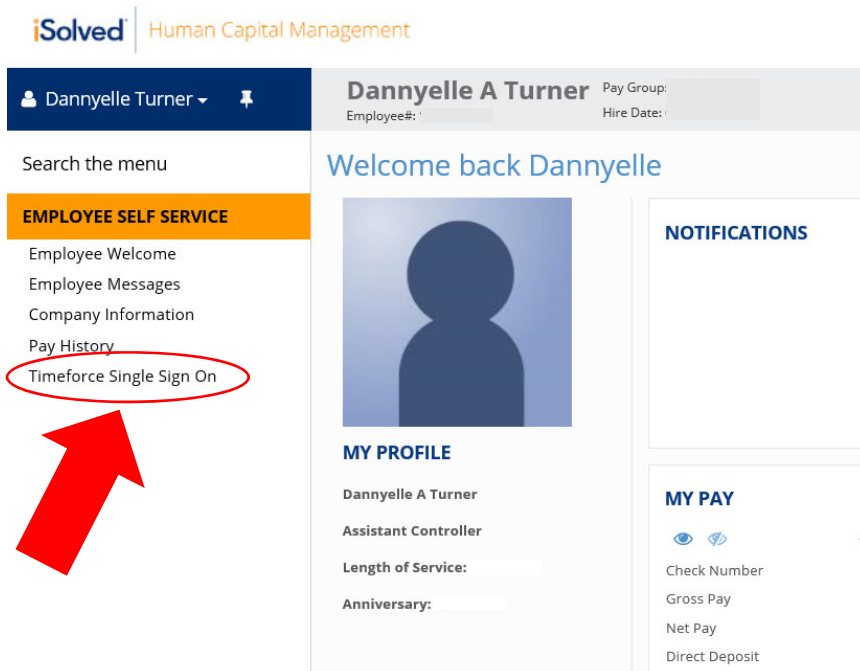 iSolved Human Capital Management
Dannyelle Turner
Dannyelle A Turner
Employee#:
Pay Group:
Hire Date:
Search the menu
EMPLOYEE SELF SERVICE
Employee Welcome
Employee Messages
Company Information
Pay History
Timeforce Single Sign On
Welcome back Dannyelle
MY PROFILE
Dannyelle A Turner
Assistant Controller
Length of Service:
Anniversary:
NOTIFICATIONS
MY PAY
Check Number
Gross Pay
Net Pay
Direct Deposit